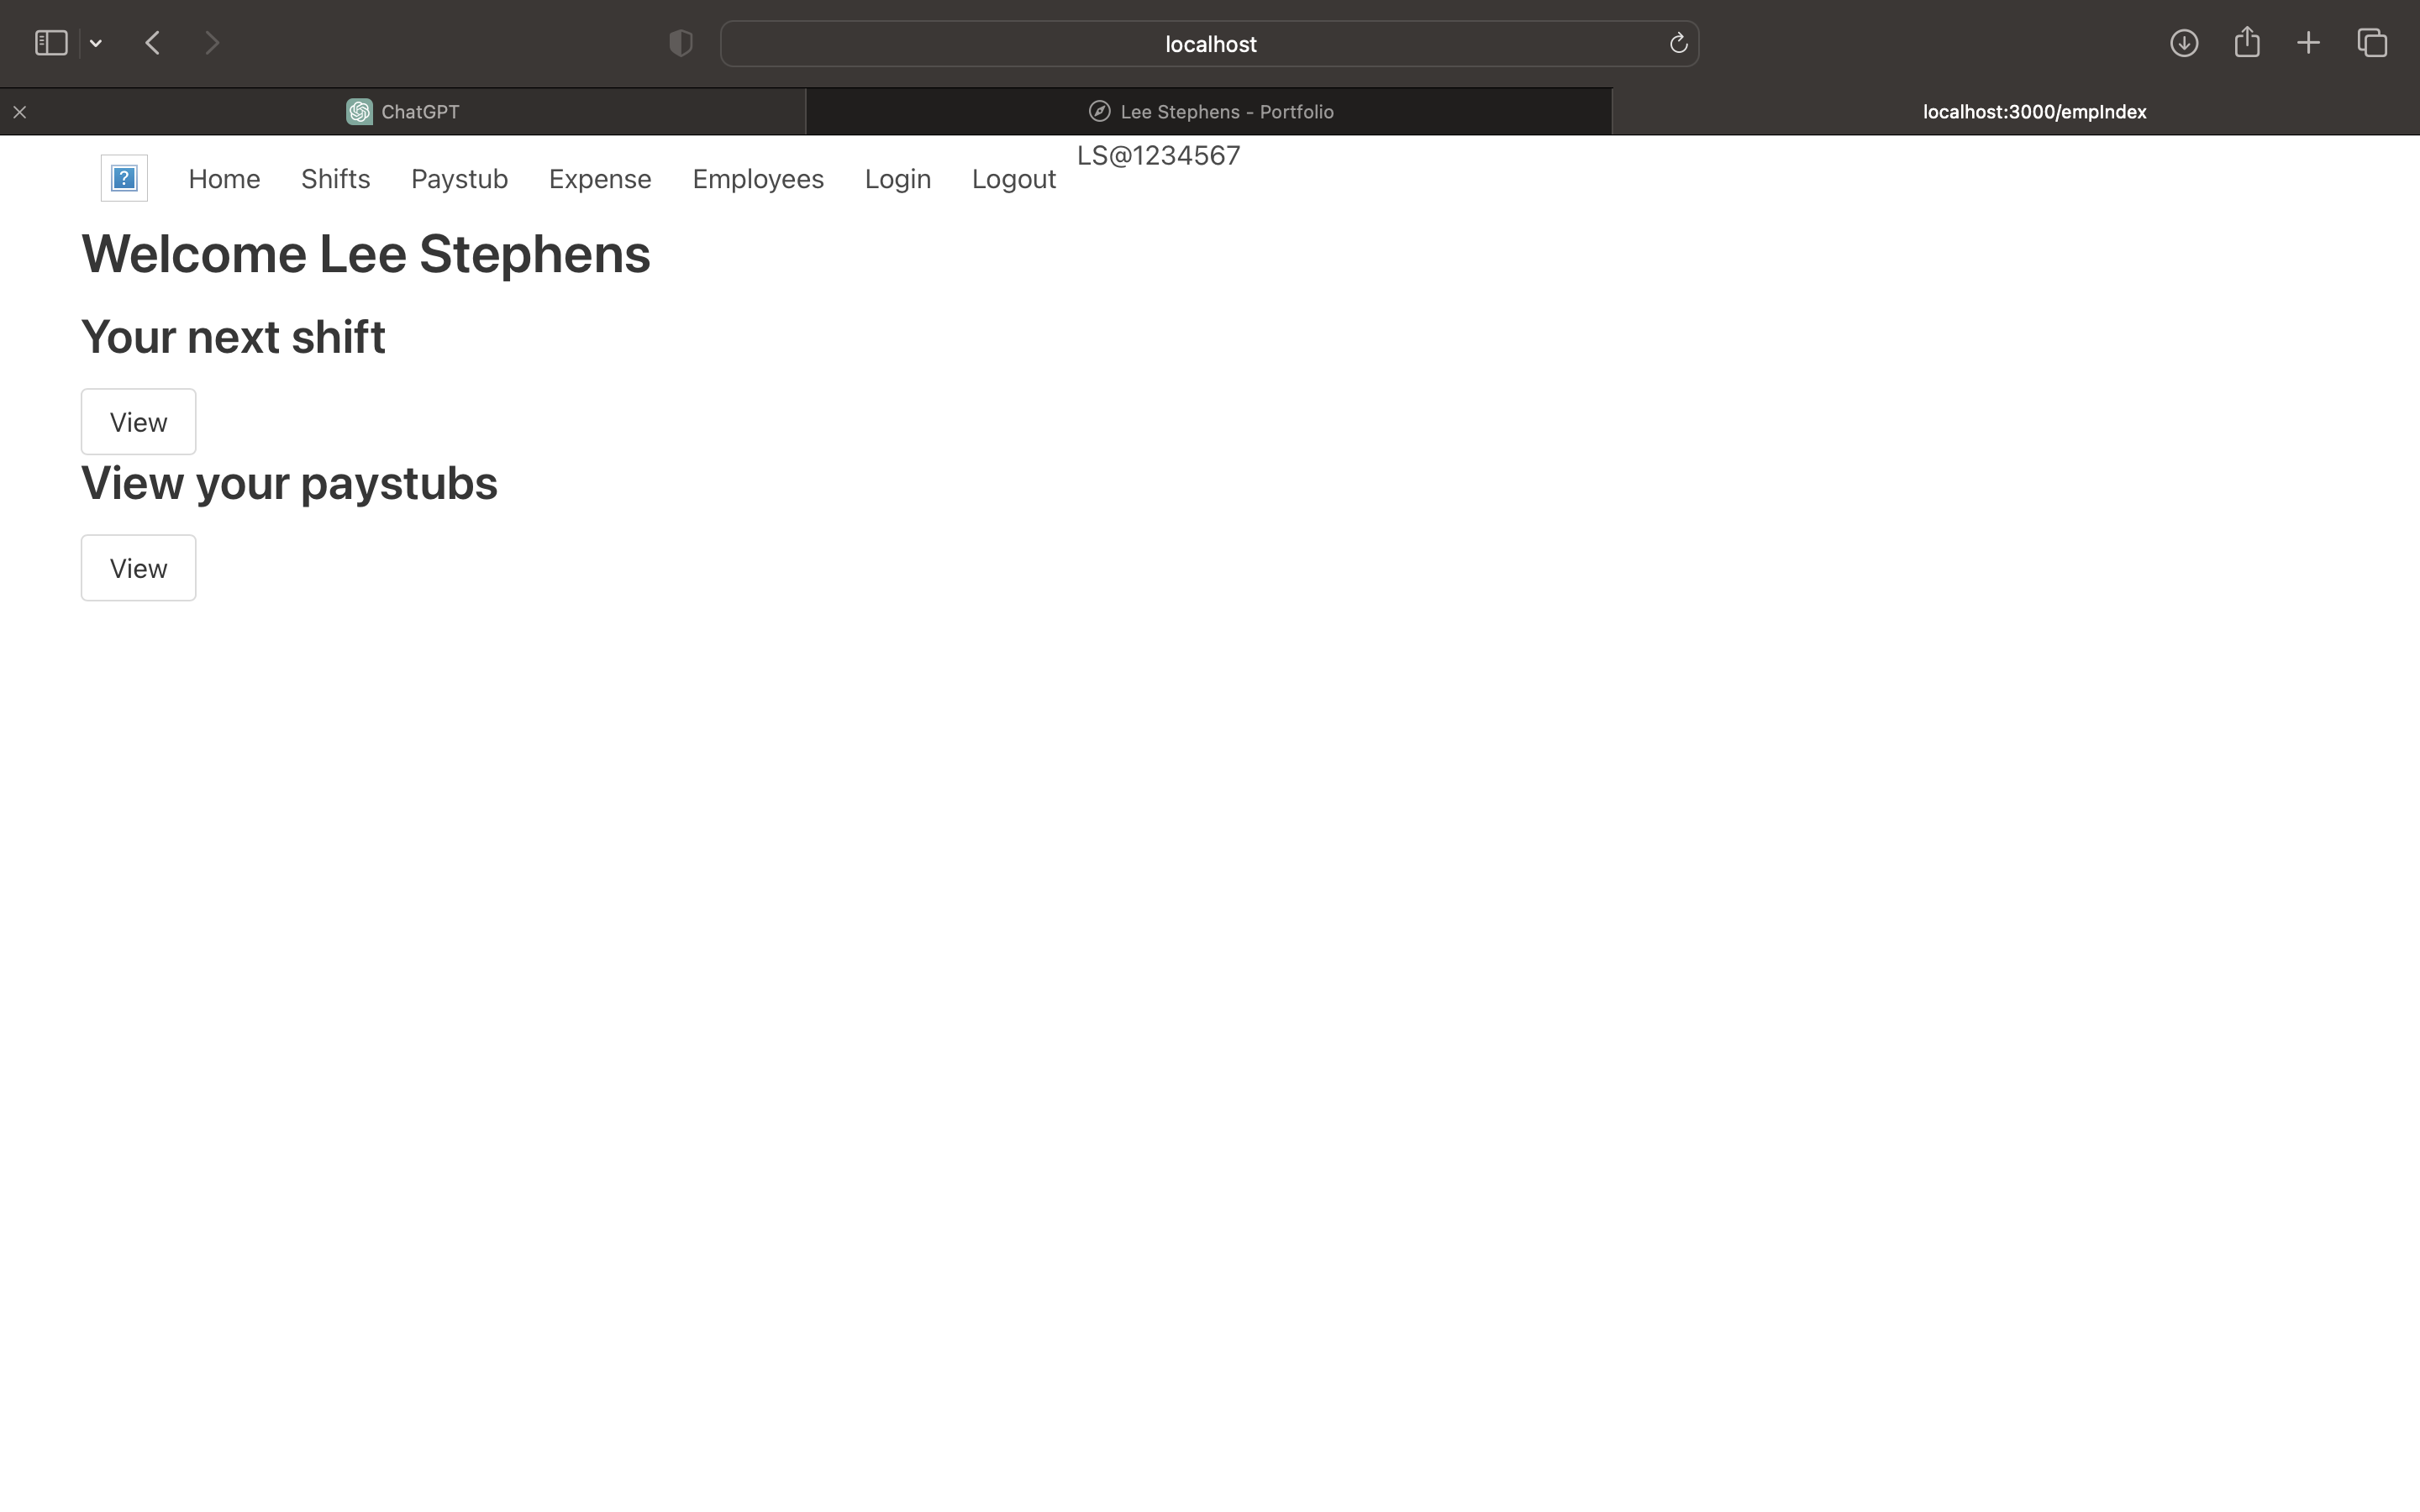 localhost
ChatGPT
Lee Stephens - Portfolio
localhost:3000/empIndex
Home Shifts Paystub Expense Employees Login Logout LS@1234567
Welcome Lee Stephens
Your next shift
View
View your paystubs
View